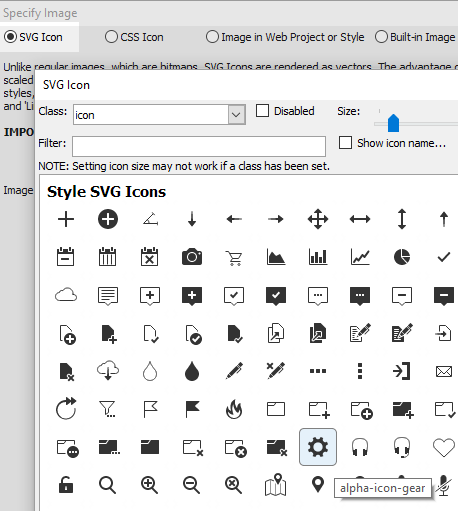 Specify Image
SVG Icon
CSS Icon
Image in Web Project or Style
Built-in Image
Unlike regular images, which are bitmaps, SVG Icons are rendered as vectors. The advantage o
scaled
styles,
and 'Li
IMPO
Image
SVG Icon
Class:
icon
Disabled
Size:
Filter:
Show icon name...
NOTE: Setting icon size may not work if a class has been set.
Style SVG Icons
alpha-icon-gear